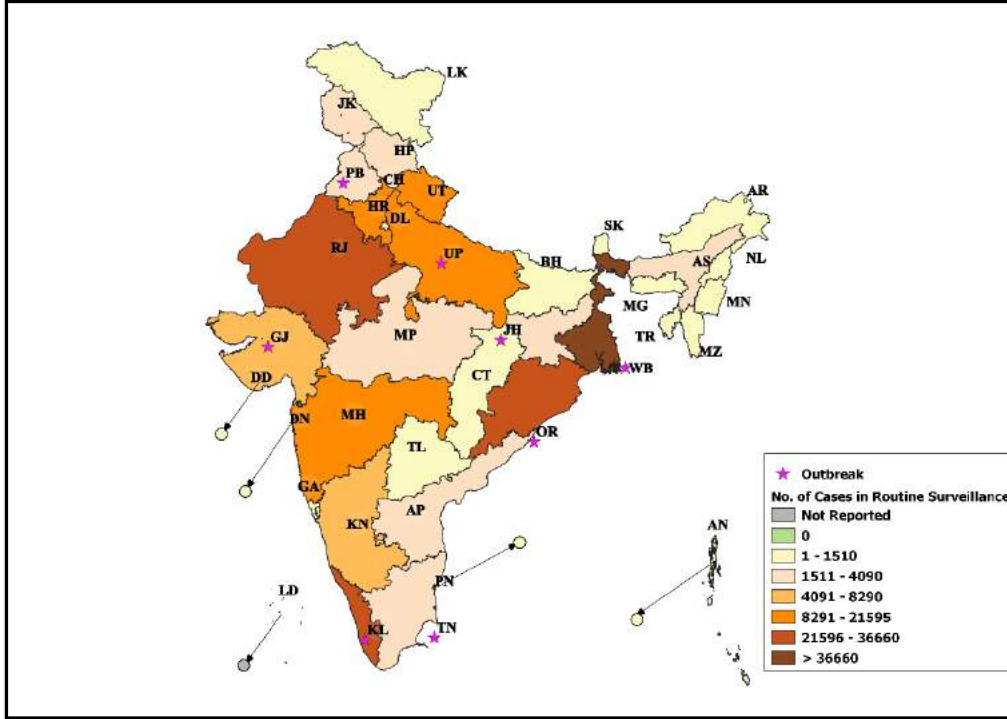 LK
JK
HP
PB
CH
UT
HR
DL
AR
SK
RJ
UP
BH
AS
NL
MG
MN
GJ
MP
JH
TR
MZ
DD
CT
WB
DN
MH
OR
TL
GA
KN
AP
AN
PN
LD
KL
TN
Outbreak
No. of Cases in Routine Surveillance
Not Reported
0
1 - 1510
1511 - 4090
4091 - 8290
8291 - 21595
21596 - 36660
> 36660